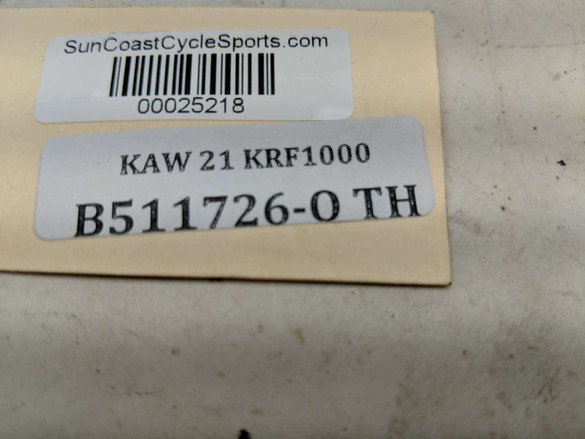 SunCoastCycleSports.com
00025218
KAW 21 KRF1000
B511726-O TH